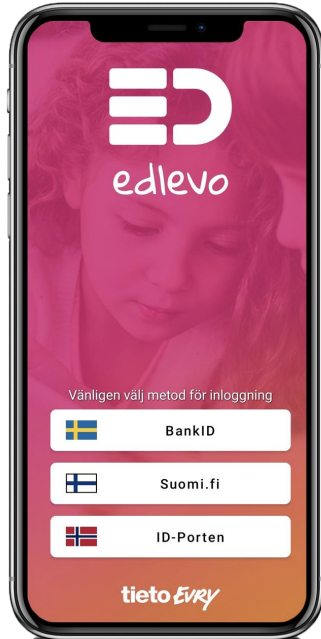 edlevo
Vänligen välj metod för inloggning
BankID
Suomi.fi
ID-Porten
tieto Evry